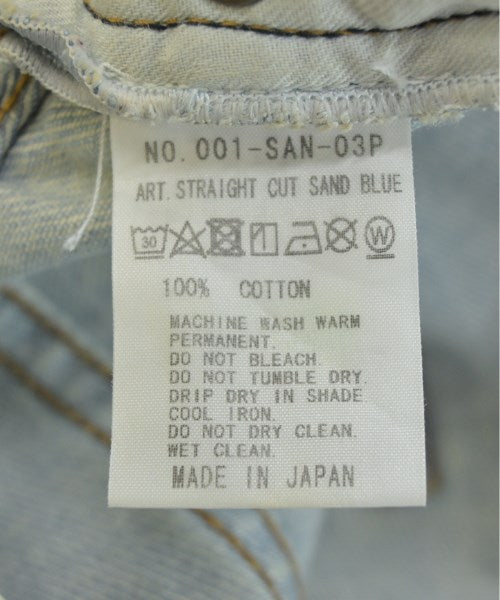 NO. 001-SAN-03P
ART. STRAIGHT CUT SAND BLUE
30 W
100% COTTON
MACHINE WASH WARM
PERMANENT.
DO NOT BLEACH.
DO NOT TUMBLE DRY.
DRIP DRY IN SHADE
COOL IRON.
DO NOT DRY CLEAN.
WET CLEAN.
MADE IN JAPAN